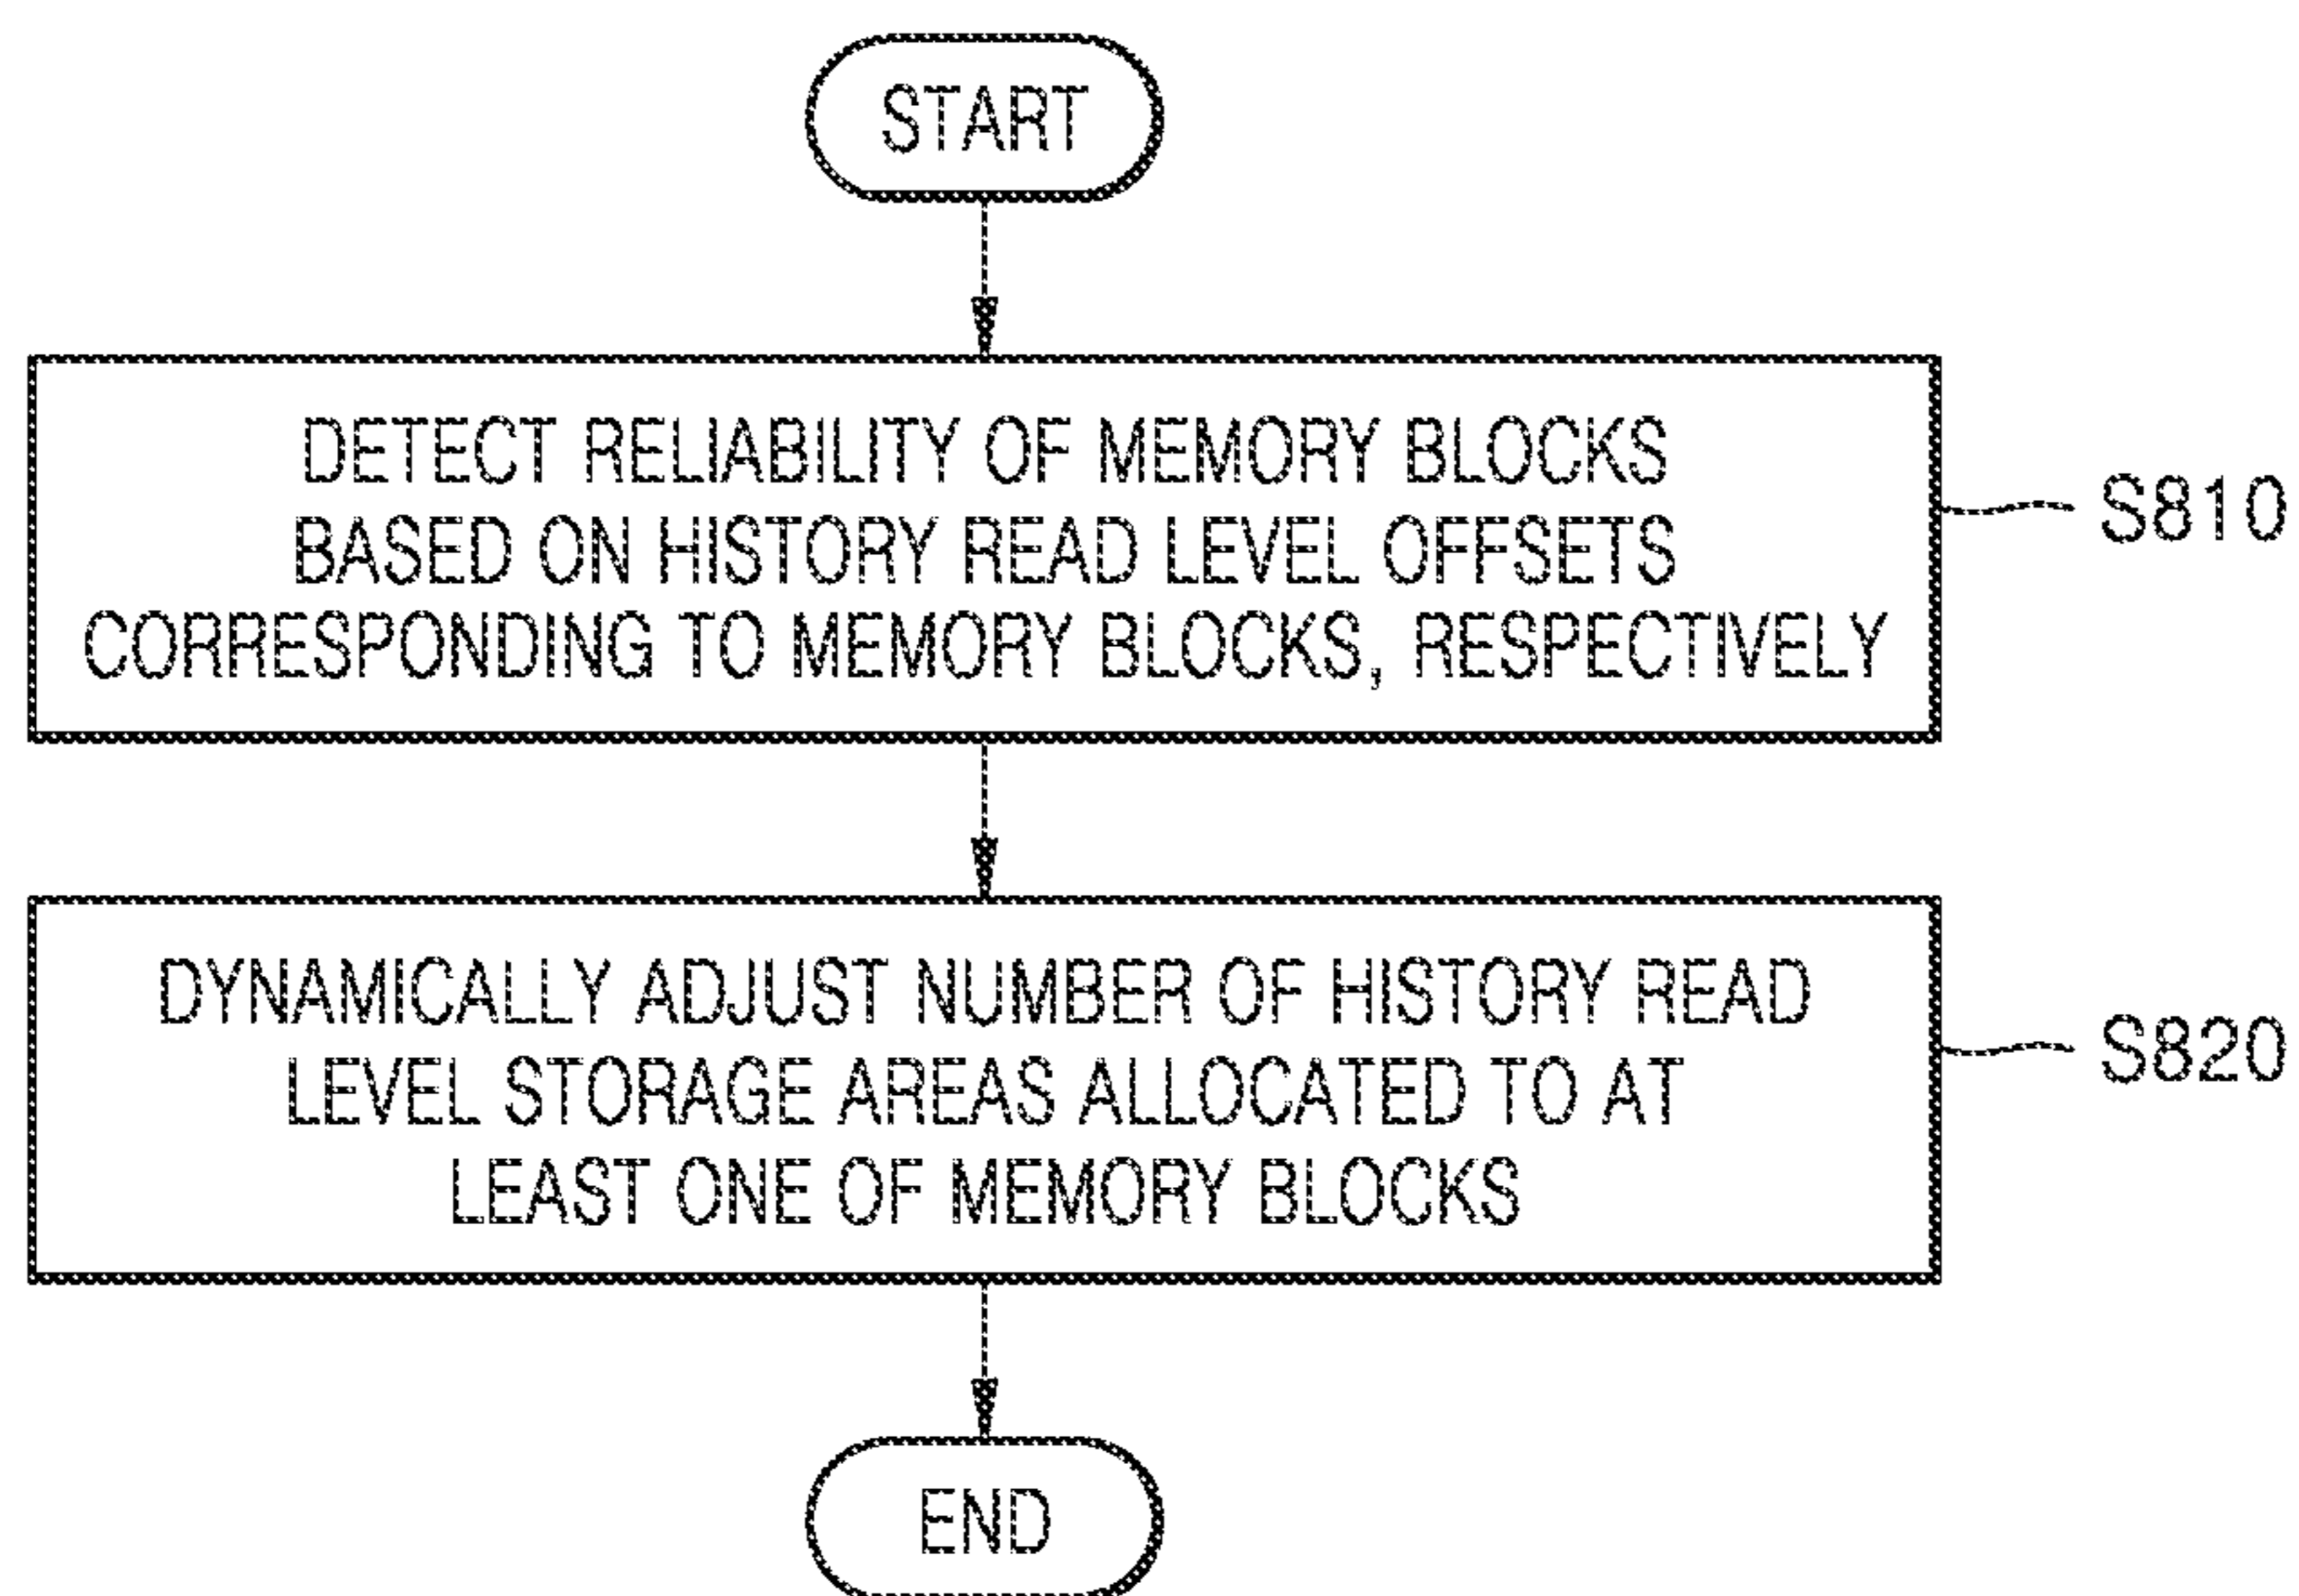 START
DETECT RELIABILITY OF MEMORY BLOCKS
BASED ON HISTORY READ LEVEL OFFSETS
CORRESPONDING TO MEMORY BLOCKS, RESPECTIVELY
S810
DYNAMICALLY ADJUST NUMBER OF HISTORY READ
LEVEL STORAGE AREAS ALLOCATED TO AT
LEAST ONE OF MEMORY BLOCKS
S820
END